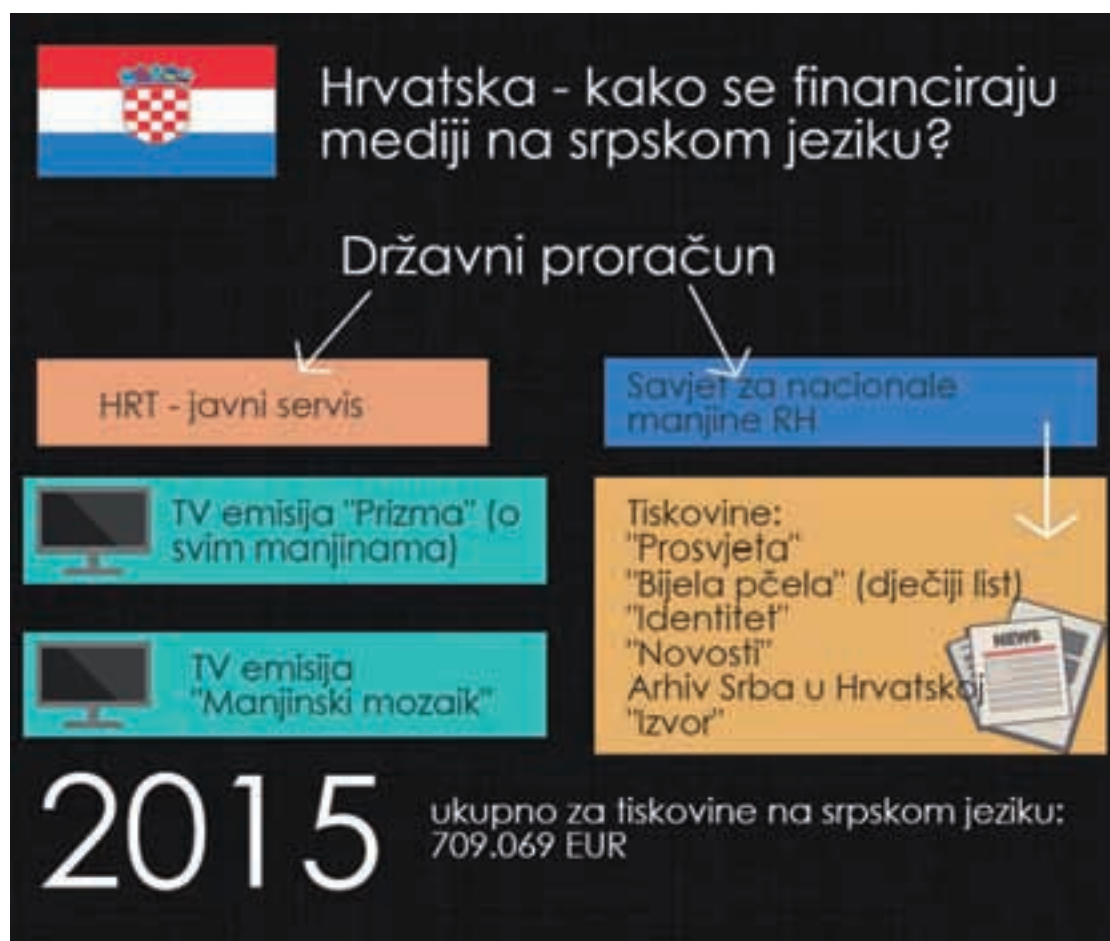 Hrvatska - kako se financiraju
mediji na srpskom jeziku?
Državni proračun
HRT - javni servis
Savjet za nacionale
manjine RH
TV emisija "Prizma" (o
svim manjinama)
TV emisija
"Manjinski mozaik"
Tiskovine:
"Prosvjeta"
"Bijela pčela" (dječiji list)
"Identitet"
"Novosti"
Arhiv Srba u Hrvatskoj
"Izvor"
NEWS
2015
ukupno za tiskovine na srpskom jeziku:
709.069 EUR